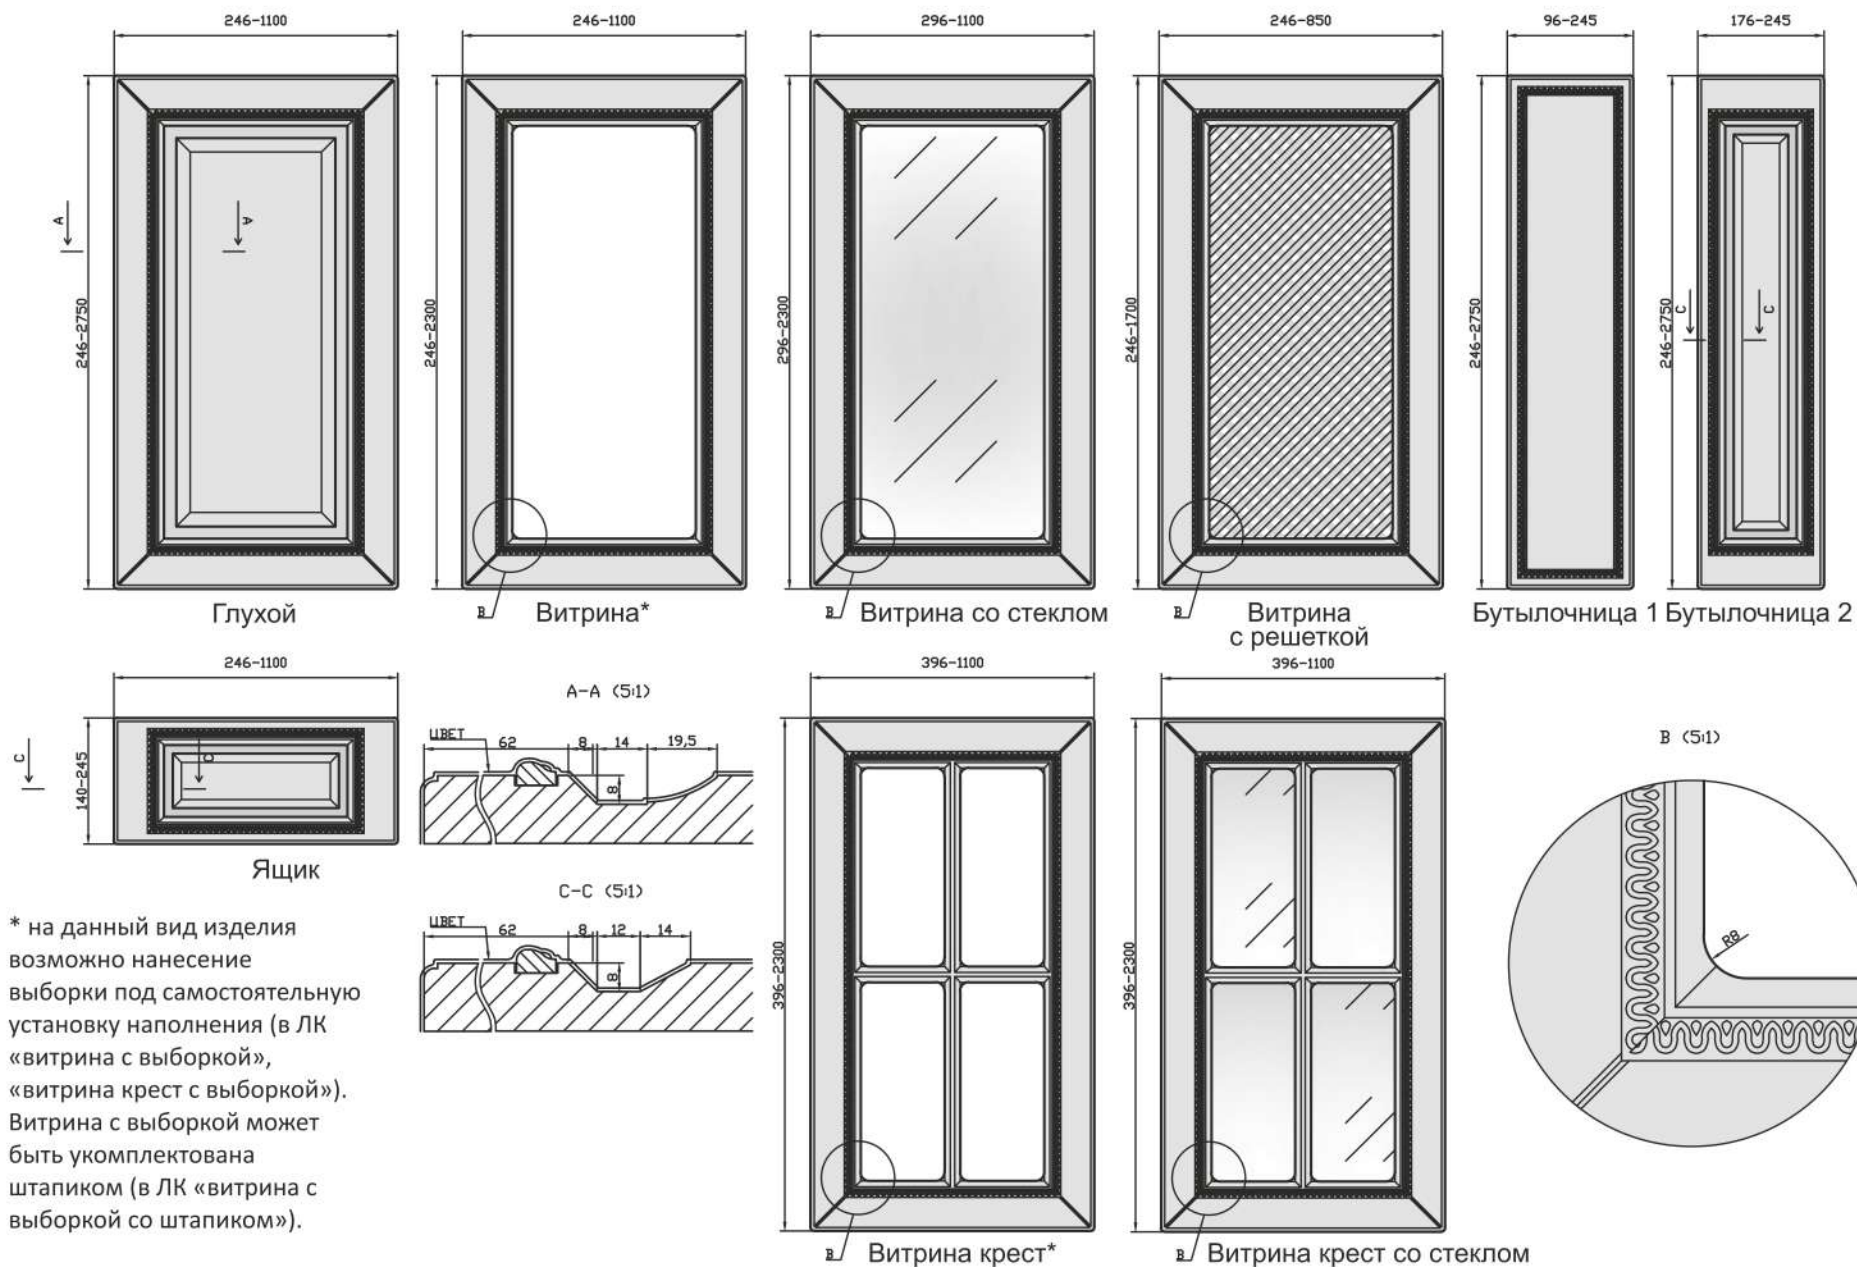 246-1100
246-1100
296-1100
246-850
96-245
176-245
246-2750
246-2300
296-2300
246-1700
246-2750
246-2750
A
A
C
C
B
B
B
Глухой
Витрина*
Витрина со стеклом
Витрина
с решеткой
Бутылочница 1
Бутылочница 2
246-1100
140-245
C
C
Ящик
A-A (5:1)
ЦВЕТ
62
8
14
19,5
8
C-C (5:1)
ЦВЕТ
62
8
12
14
8
396-1100
396-2300
B
Витрина крест*
396-1100
396-2300
B
Витрина крест со стеклом
B (5:1)
R8
* на данный вид изделия
возможно нанесение
выборки под самостоятельную
установку наполнения (в ЛК
«витрина с выборкой»,
«витрина крест с выборкой»).
Витрина с выборкой может
быть укомплектована
штапиком (в ЛК «витрина с
выборкой со штапиком»).